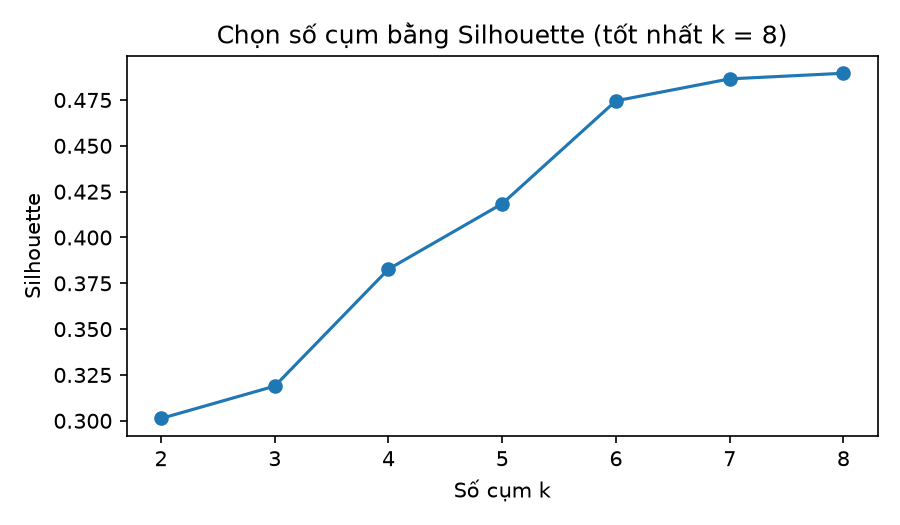 Chọn số cụm bằng Silhouette (tốt nhất k = 8)
Silhouette
0.475
0.450
0.425
0.400
0.375
0.350
0.325
0.300
2 3 4 5 6 7 8
Số cụm k